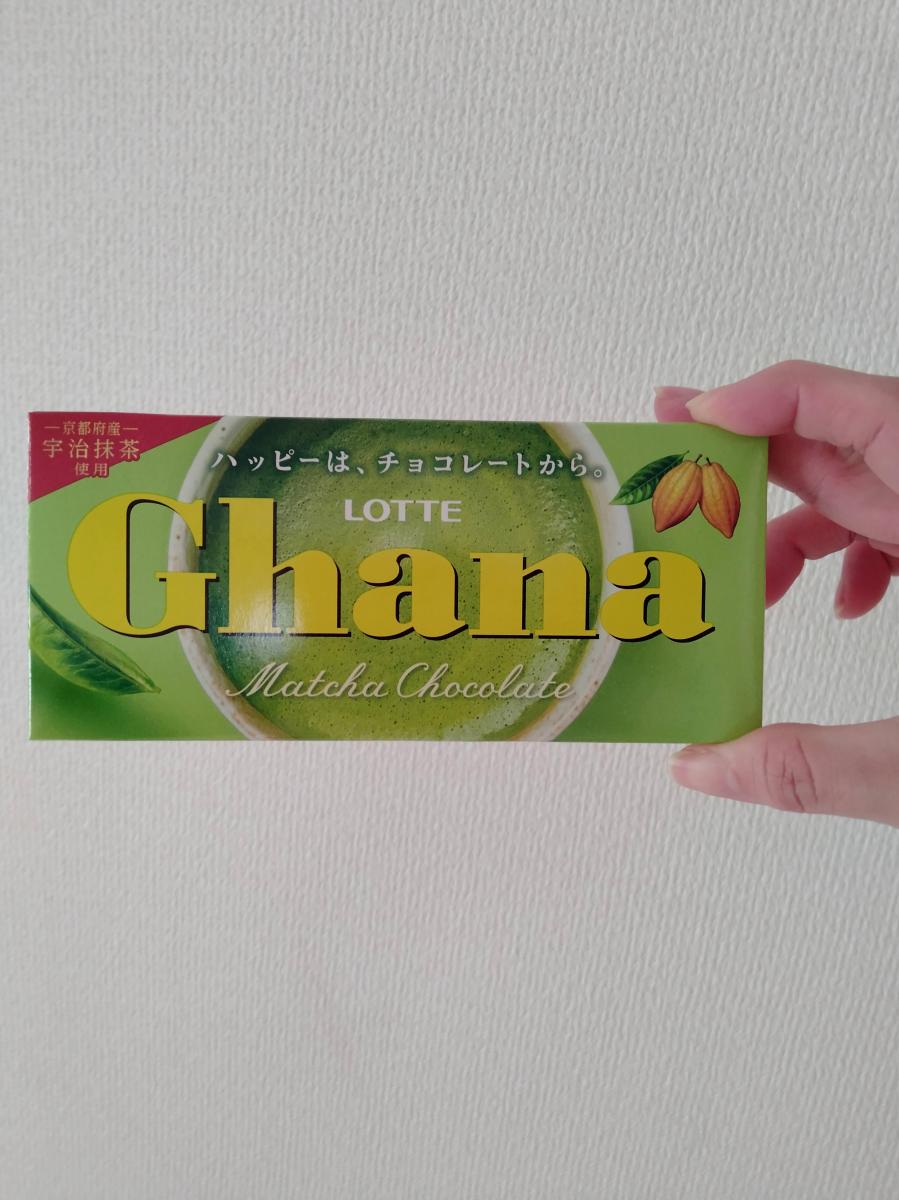 ―京都府産―
宇治抹茶
使用
ハッピーは、チョコレートから。
LOTTE
Ghana
Matcha Chocolate